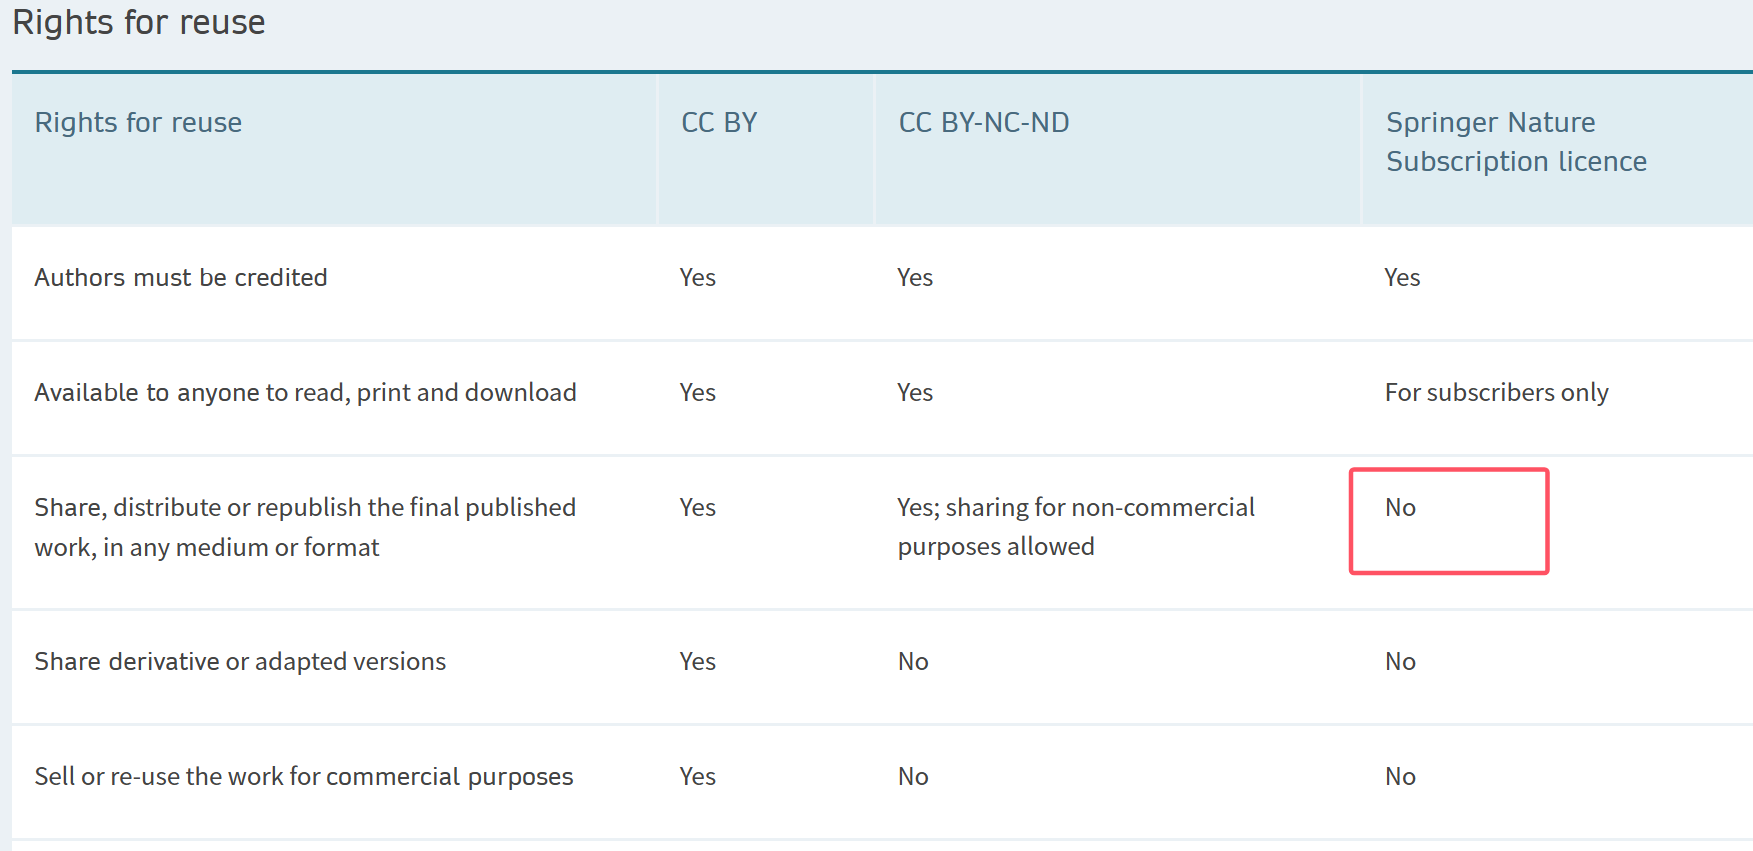 Rights for reuse
Rights for reuse CC BY CC BY-NC-ND Springer Nature
Subscription licence
Authors must be credited Yes Yes Yes
Available to anyone to read, print and download Yes Yes For subscribers only
Share, distribute or republish the final published Yes Yes; sharing for non-commercial No
work, in any medium or format purposes allowed
Share derivative or adapted versions Yes No No
Sell or re-use the work for commercial purposes Yes No No